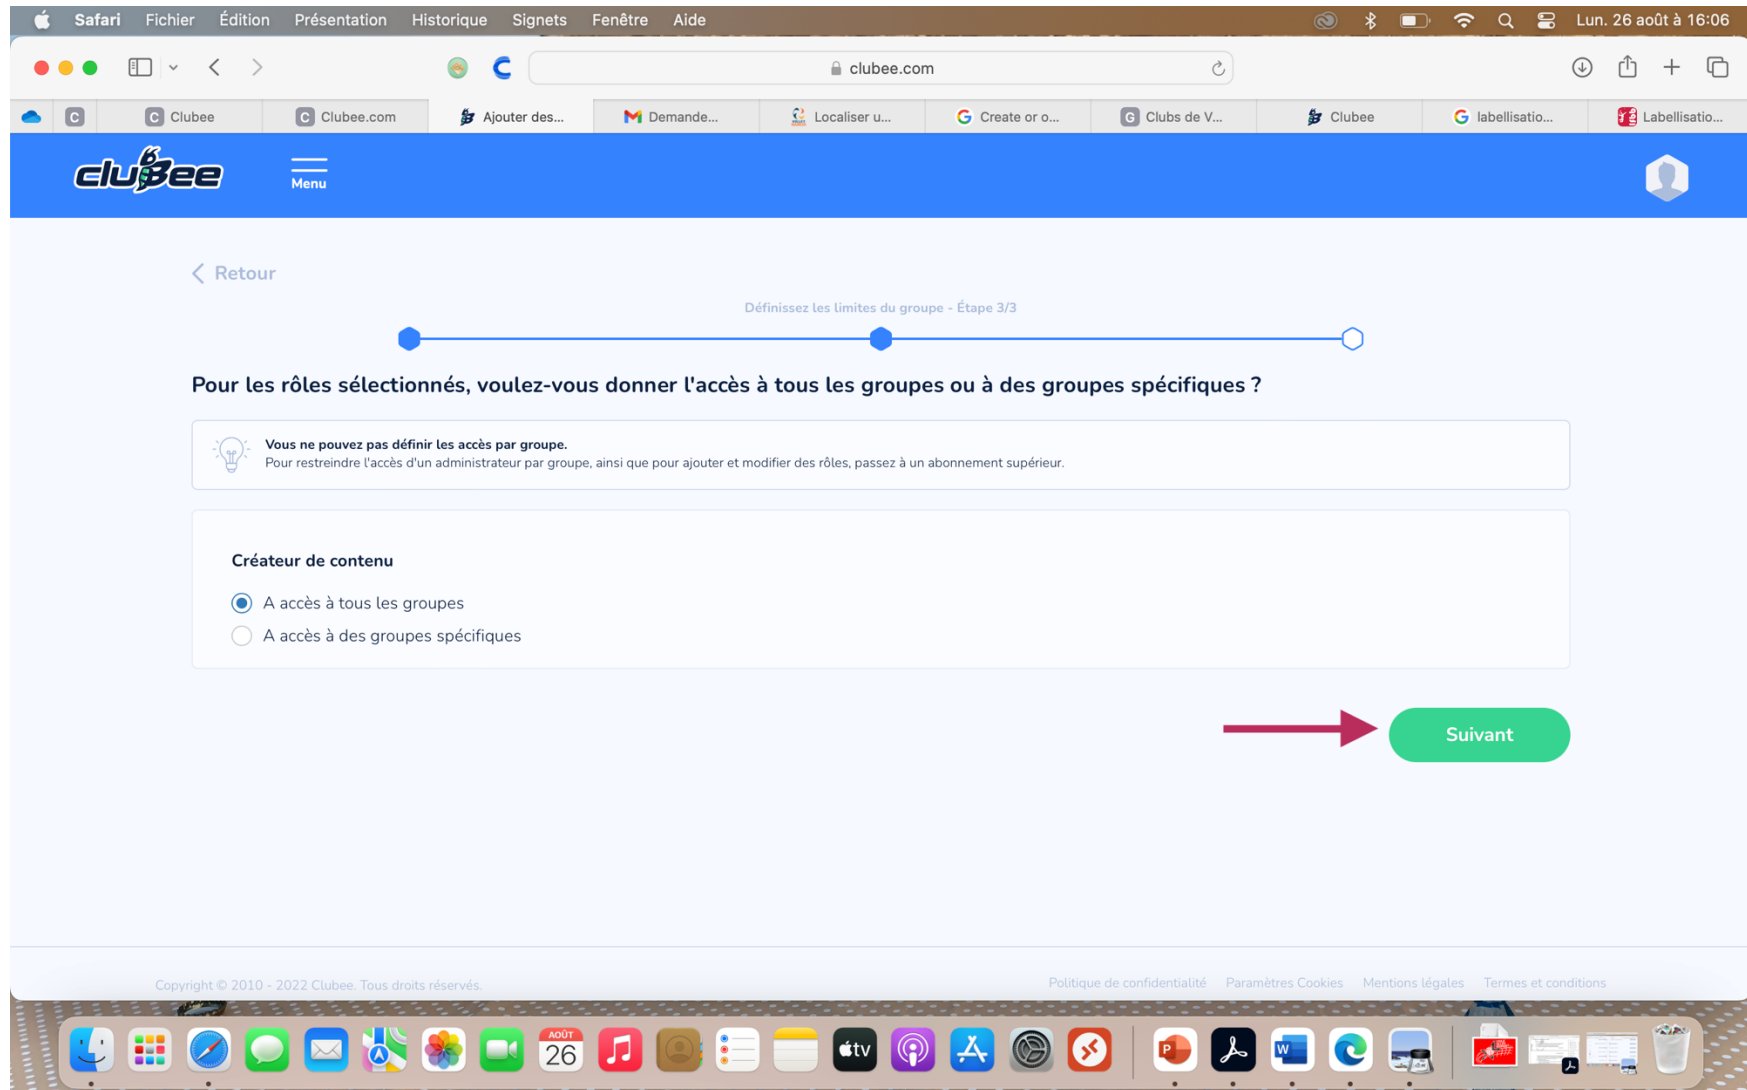 Safari Fichier Édition Présentation Historique Signets Fenêtre Aide Lun. 26 août à 16:06
clubee.com
C C Clubee C Clubee.com Ajouter des... Demande... Localiser u... Create or o... G Clubs de V... Clubee labellisatio... Labellisatio...
cluBee Menu
Retour
Définissez les limites du groupe - Étape 3/3
Pour les rôles sélectionnés, voulez-vous donner l'accès à tous les groupes ou à des groupes spécifiques ?
Vous ne pouvez pas définir les accès par groupe.
Pour restreindre l'accès d'un administrateur par groupe, ainsi que pour ajouter et modifier des rôles, passez à un abonnement supérieur.
Créateur de contenu
A accès à tous les groupes
A accès à des groupes spécifiques
Suivant
Copyright © 2010 - 2022 Clubee. Tous droits réservés. Politique de confidentialité Paramètres Cookies Mentions légales Termes et conditions
AOÛT
26 tv P W